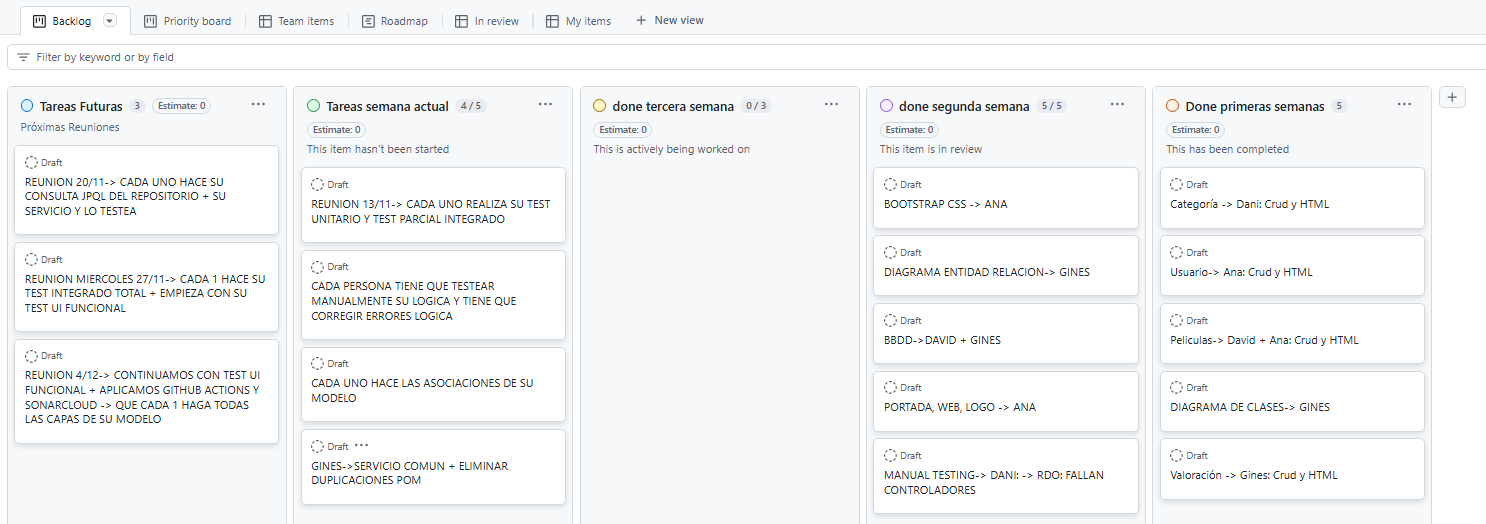 Backlog
Priority board
Team items
Roadmap
In review
My items
New view
Filter by keyword or by field
Tareas Futuras 3 Estimate: 0
Próximas Reuniones
Draft
REUNION 20/11-> CADA UNO HACE SU
CONSULTA JPQL DEL REPOSITORIO + SU
SERVICIO Y LO TESTEA
Draft
REUNION MIERCOLES 27/11-> CADA 1 HACE SU
TEST INTEGRADO TOTAL + EMPIEZA CON SU
TEST UI FUNCIONAL
Draft
REUNION 4/12-> CONTINUAMOS CON TEST UI
FUNCIONAL + APLICAMOS GITHUB ACTIONS Y
SONARCLOUD -> QUE CADA 1 HAGA TODAS
LAS CAPAS DE SU MODELO
Tareas semana actual 4 / 5
Estimate: 0
This item hasn't been started
Draft
REUNION 13/11-> CADA UNO REALIZA SU TEST
UNITARIO Y TEST PARCIAL INTEGRADO
Draft
CADA PERSONA TIENE QUE TESTEAR
MANUALMENTE SU LOGICA Y TIENE QUE
CORREGIR ERRORES LOGICA
Draft
CADA UNO HACE LAS ASOCIACIONES DE SU
MODELO
Draft
GINES->SERVICIO COMUN + ELIMINAR
DUPLICACIONES POM
done tercera semana 0 / 3
Estimate: 0
This is actively being worked on
done segunda semana 5 / 5
Estimate: 0
This item is in review
Draft
BOOTSTRAP CSS -> ANA
Draft
DIAGRAMA ENTIDAD RELACION-> GINES
Draft
BBDD->DAVID + GINES
Draft
PORTADA, WEB, LOGO -> ANA
Draft
MANUAL TESTING-> DANI: -> RDO: FALLAN
CONTROLADORES
Done primeras semanas 5
Estimate: 0
This has been completed
Draft
Categoría -> Dani: Crud y HTML
Draft
Usuario-> Ana: Crud y HTML
Draft
Peliculas-> David + Ana: Crud y HTML
Draft
DIAGRAMA DE CLASES-> GINES
Draft
Valoración -> Gines: Crud y HTML